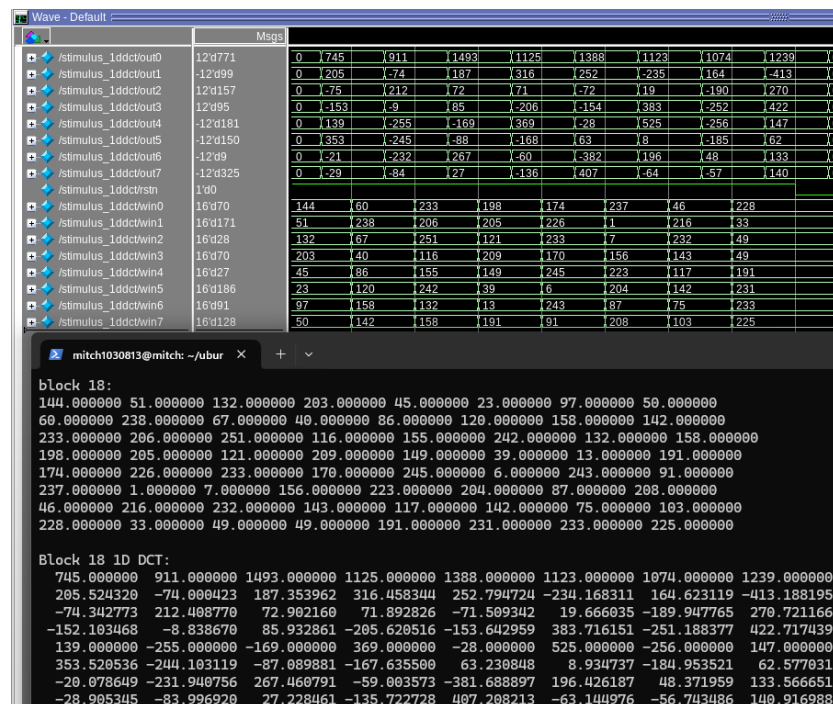 Wave - Default
Msgs
/stimulus_1ddct/out0 12'd771 0 745 911 1493 1125 1388 1123 1074 1239
/stimulus_1ddct/out1 -12'd99 0 205 -74 187 316 252 -235 164 -413
/stimulus_1ddct/out2 12'd157 0 -75 212 72 71 -72 19 -190 270
/stimulus_1ddct/out3 12'd95 0 -153 -9 85 -206 -154 383 -252 422
/stimulus_1ddct/out4 -12'd181 0 139 -255 -169 369 -28 525 -256 147
/stimulus_1ddct/out5 -12'd150 0 353 -245 -88 -168 63 8 -185 62
/stimulus_1ddct/out6 -12'd9 0 -21 -232 267 -60 -382 196 48 133
/stimulus_1ddct/out7 -12'd325 0 -29 -84 27 -136 407 -64 -57 140
/stimulus_1ddct/rstn 1'd0
/stimulus_1ddct/win0 16'd70 144 60 233 198 174 237 46 228
/stimulus_1ddct/win1 16'd171 51 238 206 205 226 1 216 33
/stimulus_1ddct/win2 16'd28 132 67 251 121 233 7 232 49
/stimulus_1ddct/win3 16'd70 203 40 116 209 170 156 143 49
/stimulus_1ddct/win4 16'd27 45 86 155 149 245 223 117 191
/stimulus_1ddct/win5 16'd186 23 120 242 39 6 204 142 231
/stimulus_1ddct/win6 16'd91 97 158 132 13 243 87 75 233
/stimulus_1ddct/win7 16'd128 50 142 158 191 91 208 103 225
mitch1030813@mitch: ~/ubur
block 18:
144.000000 51.000000 132.000000 203.000000 45.000000 23.000000 97.000000 50.000000
60.000000 238.000000 67.000000 40.000000 86.000000 120.000000 158.000000 142.000000
233.000000 206.000000 251.000000 116.000000 155.000000 242.000000 132.000000 158.000000
198.000000 205.000000 121.000000 209.000000 149.000000 39.000000 13.000000 191.000000
174.000000 226.000000 233.000000 170.000000 245.000000 6.000000 243.000000 91.000000
237.000000 1.000000 7.000000 156.000000 223.000000 204.000000 87.000000 208.000000
46.000000 216.000000 232.000000 143.000000 117.000000 142.000000 75.000000 103.000000
228.000000 33.000000 49.000000 49.000000 191.000000 231.000000 233.000000 225.000000
Block 18 1D DCT:
745.000000 911.000000 1493.000000 1125.000000 1388.000000 1123.000000 1074.000000 1239.000000
205.524320 -74.000423 187.353962 316.458344 252.794724 -234.168311 164.623119 -413.188195
-74.342773 212.408770 72.902160 71.892826 -71.509342 19.666035 -189.947765 270.721166
-152.103468 -8.838670 85.932861 -205.620516 -153.642959 383.716151 -251.188377 422.717439
139.000000 -255.000000 -169.000000 369.000000 -28.000000 525.000000 -256.000000 147.000000
353.520536 -244.103119 -87.089881 -167.635500 63.230848 8.934737 -184.953521 62.577031
-20.078649 -231.940756 267.460791 -59.003573 -381.688897 196.426187 48.371959 133.566651
-28.905345 -83.996920 27.228461 -135.722728 407.208213 -63.144976 -56.743486 140.916988